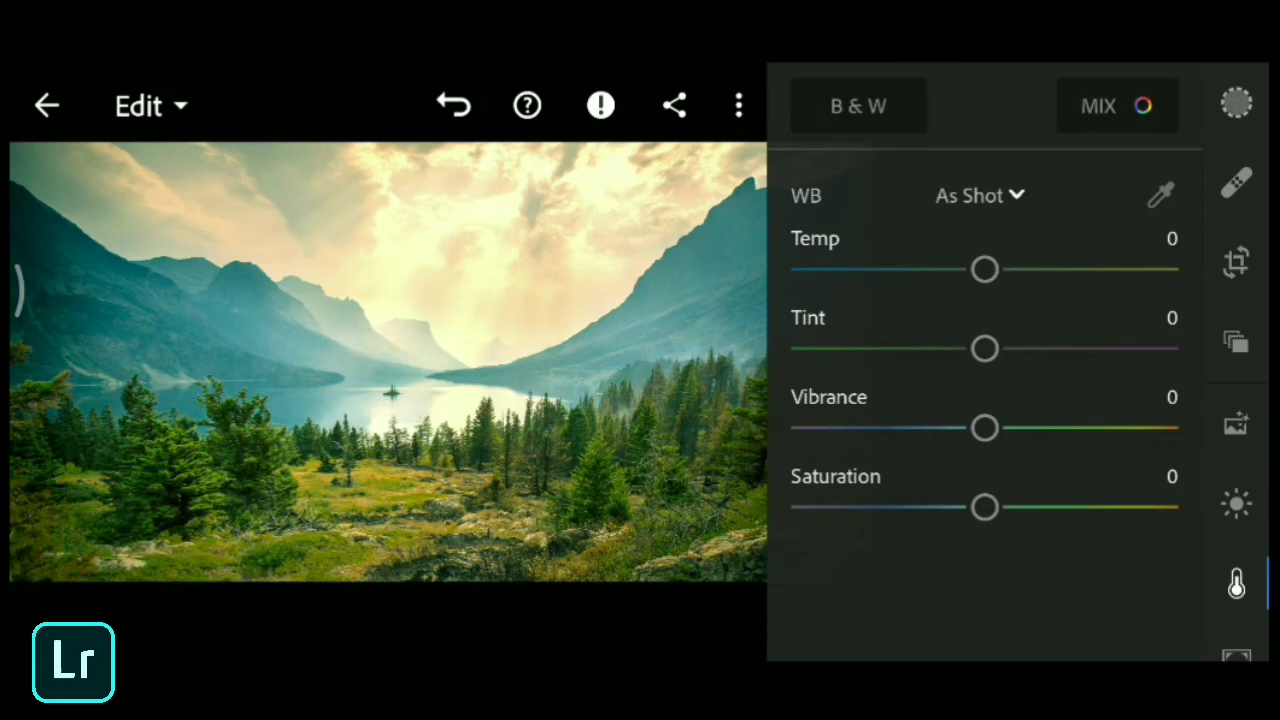 Edit
B & W
MIX
WB
As Shot
Temp
0
Tint
0
Vibrance
0
Saturation
0
Lr